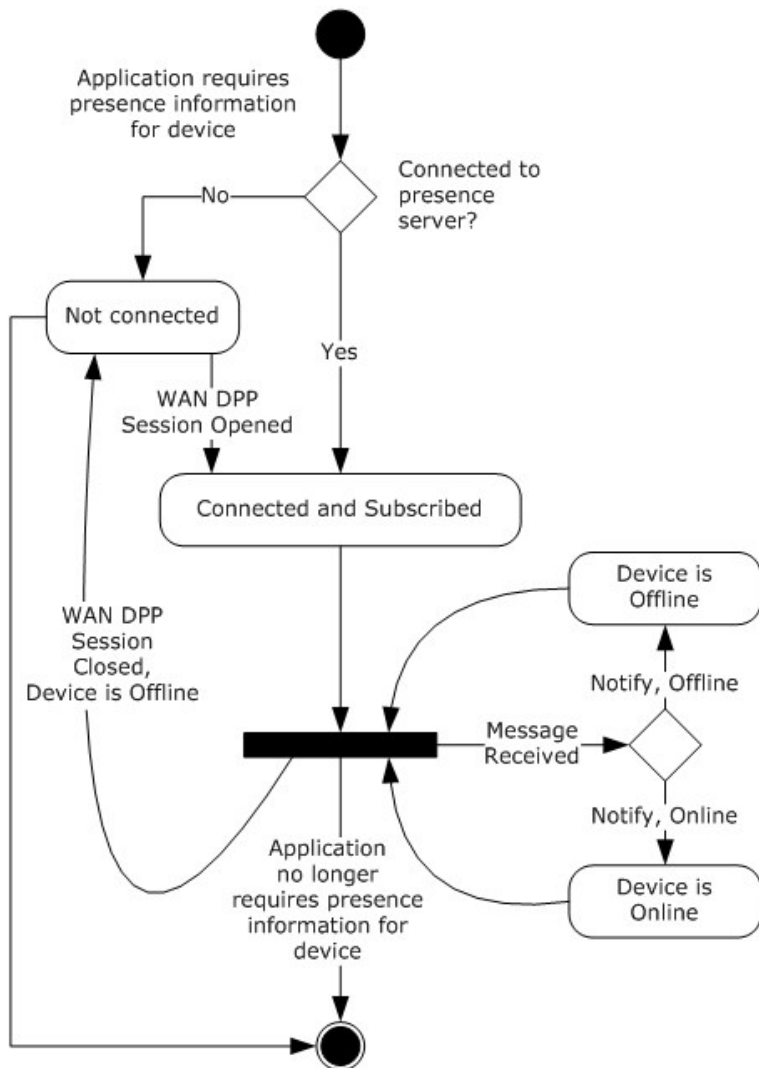 Application requires
presence information
for device
Connected to
presence
server?
No
Not connected
Yes
WAN DPP
Session Opened
Connected and Subscribed
Device is
Offline
WAN DPP
Session
Closed,
Device is Offline
Notify, Offline
Message
Received
Notify, Online
Application
no longer
requires presence
information for
device
Device is
Online